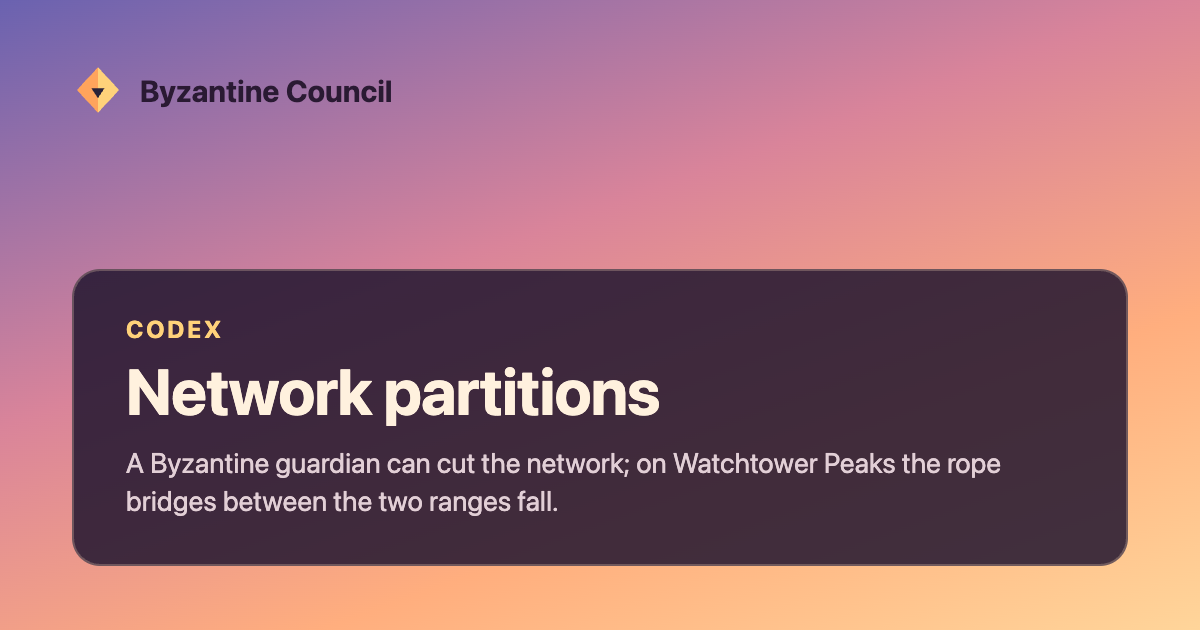 Byzantine Council
CODEX
Network partitions
A Byzantine guardian can cut the network; on Watchtower Peaks the rope
bridges between the two ranges fall.